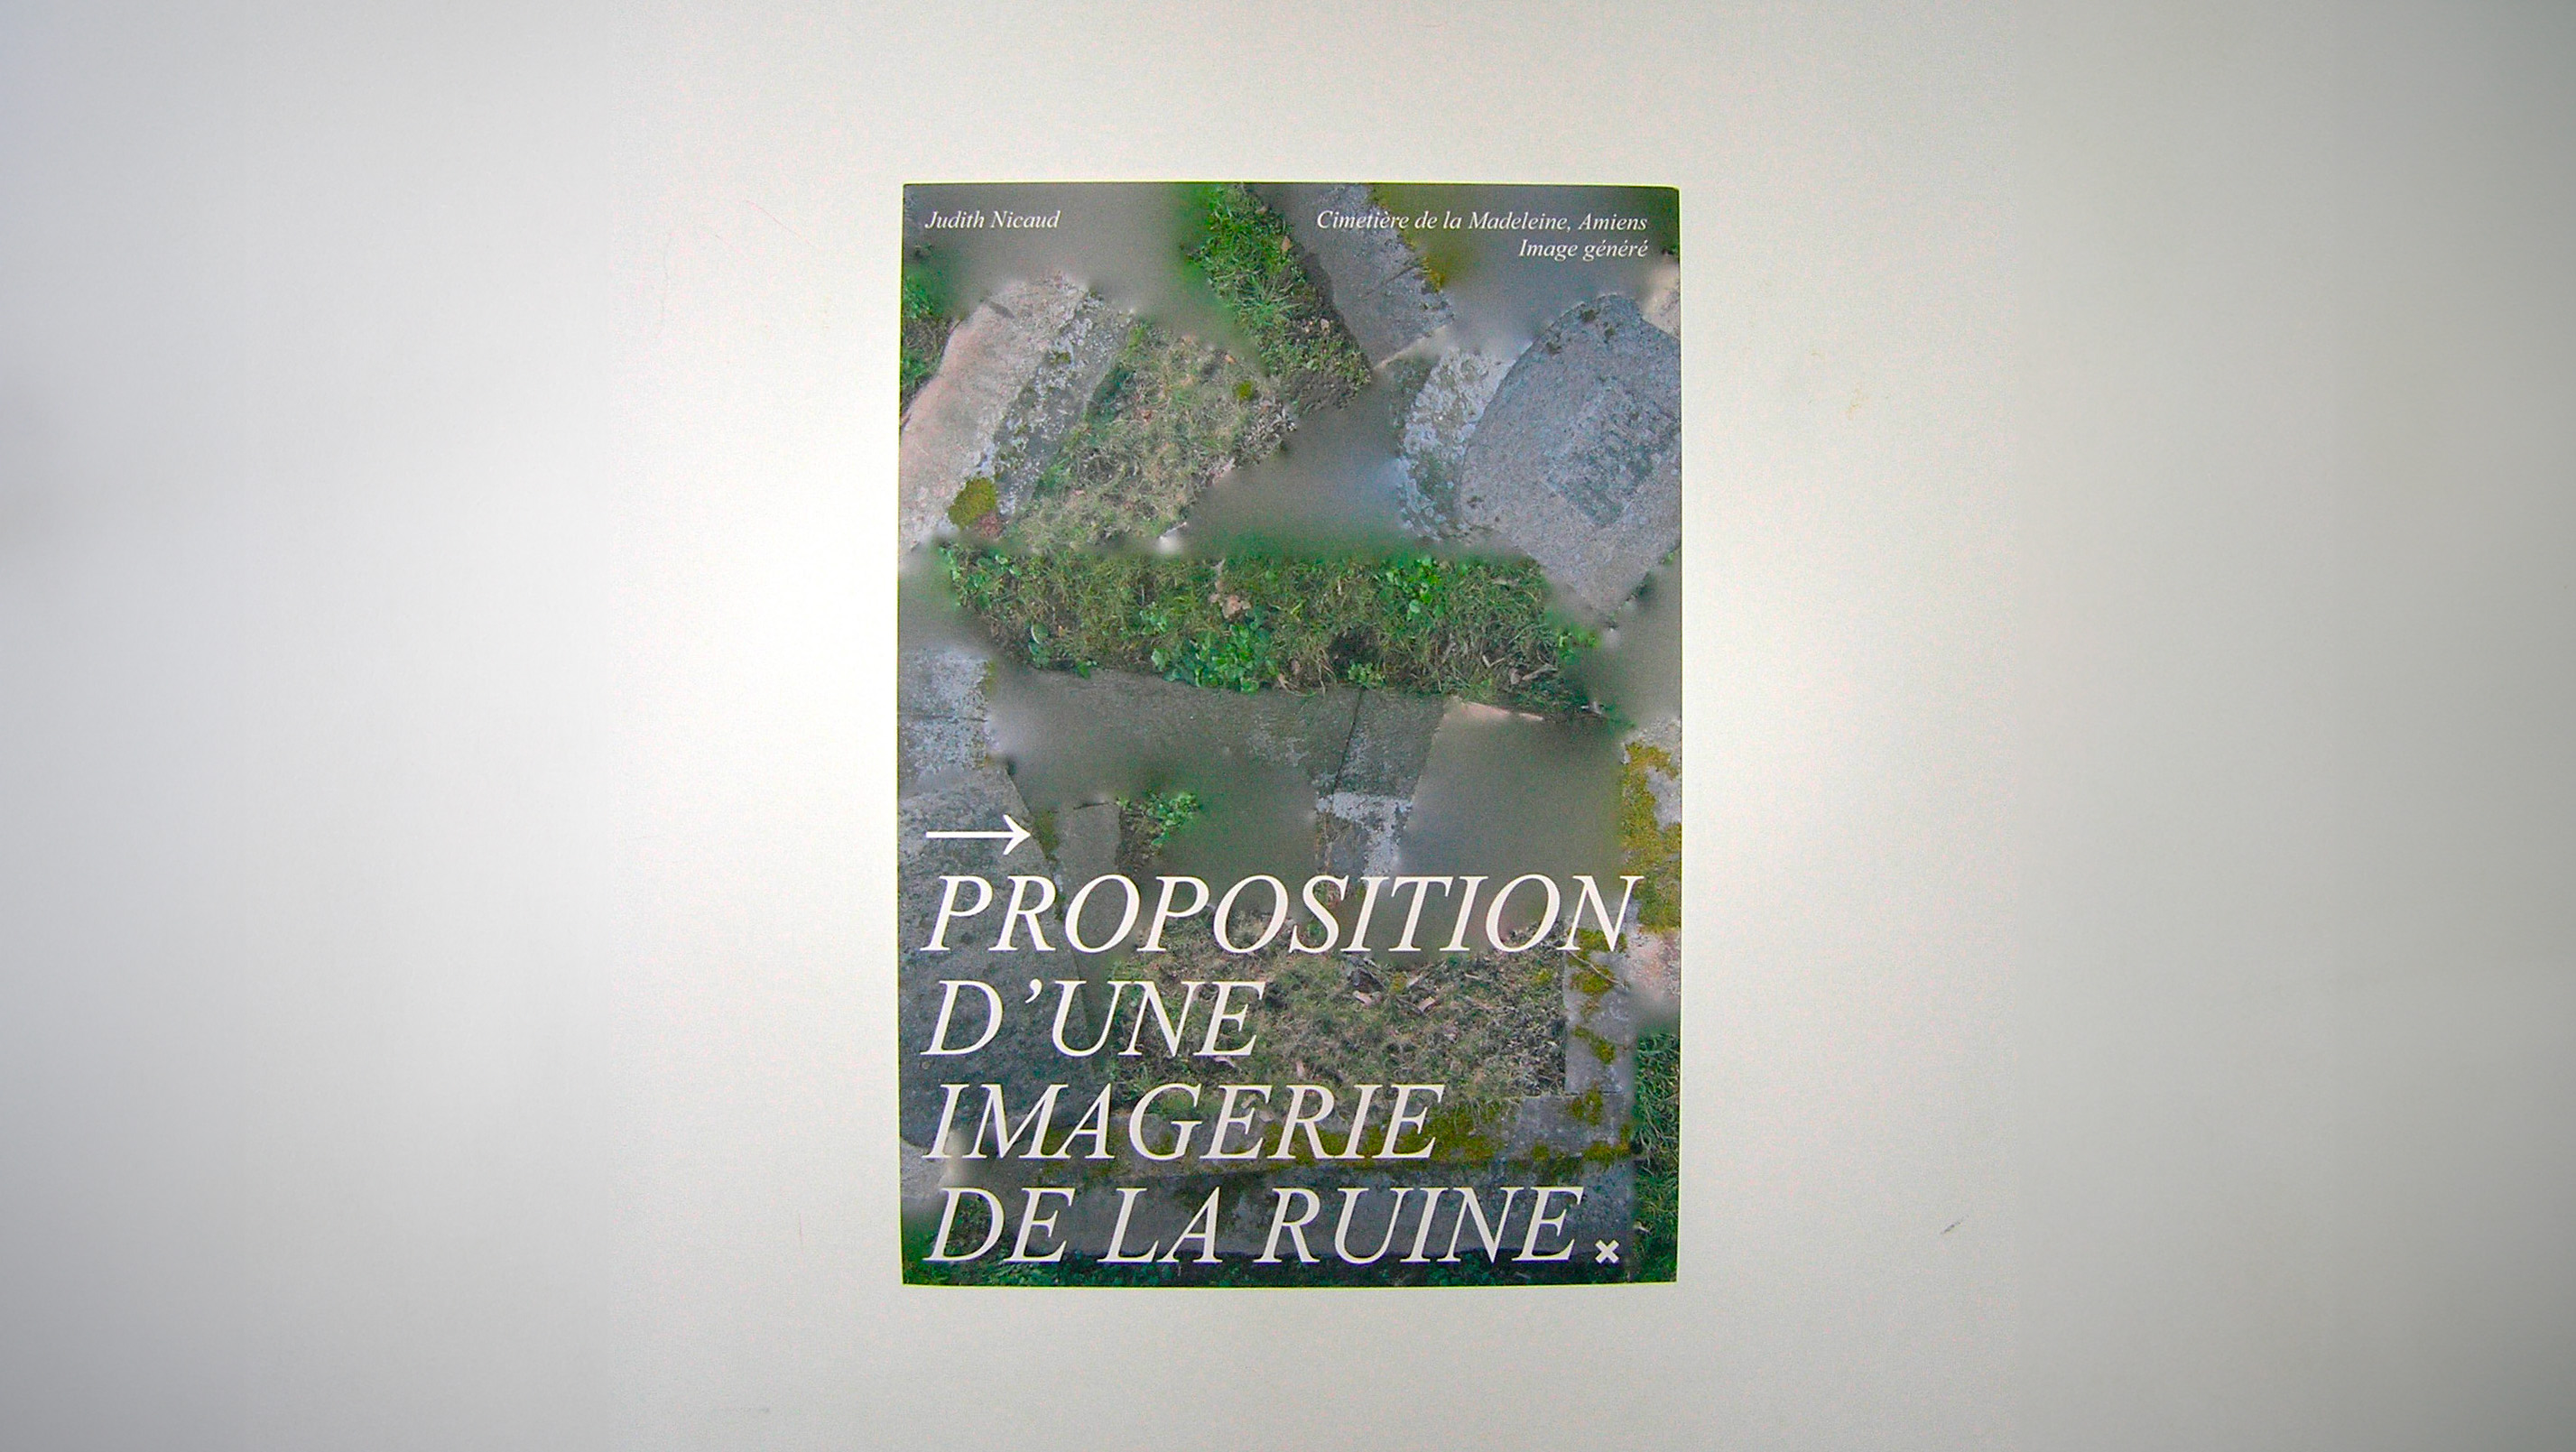 Judith Nicaud
Cimetière de la Madeleine, Amiens
Image généré
→
PROPOSITION
D’UNE
IMAGERIE
DE LA RUINE.